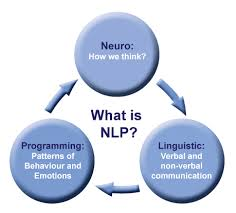 Neuro:
How we think?
What is
NLP?
Programming:
Patterns of
Behaviour and
Emotions
Linguistic:
Verbal and
non-verbal
communication